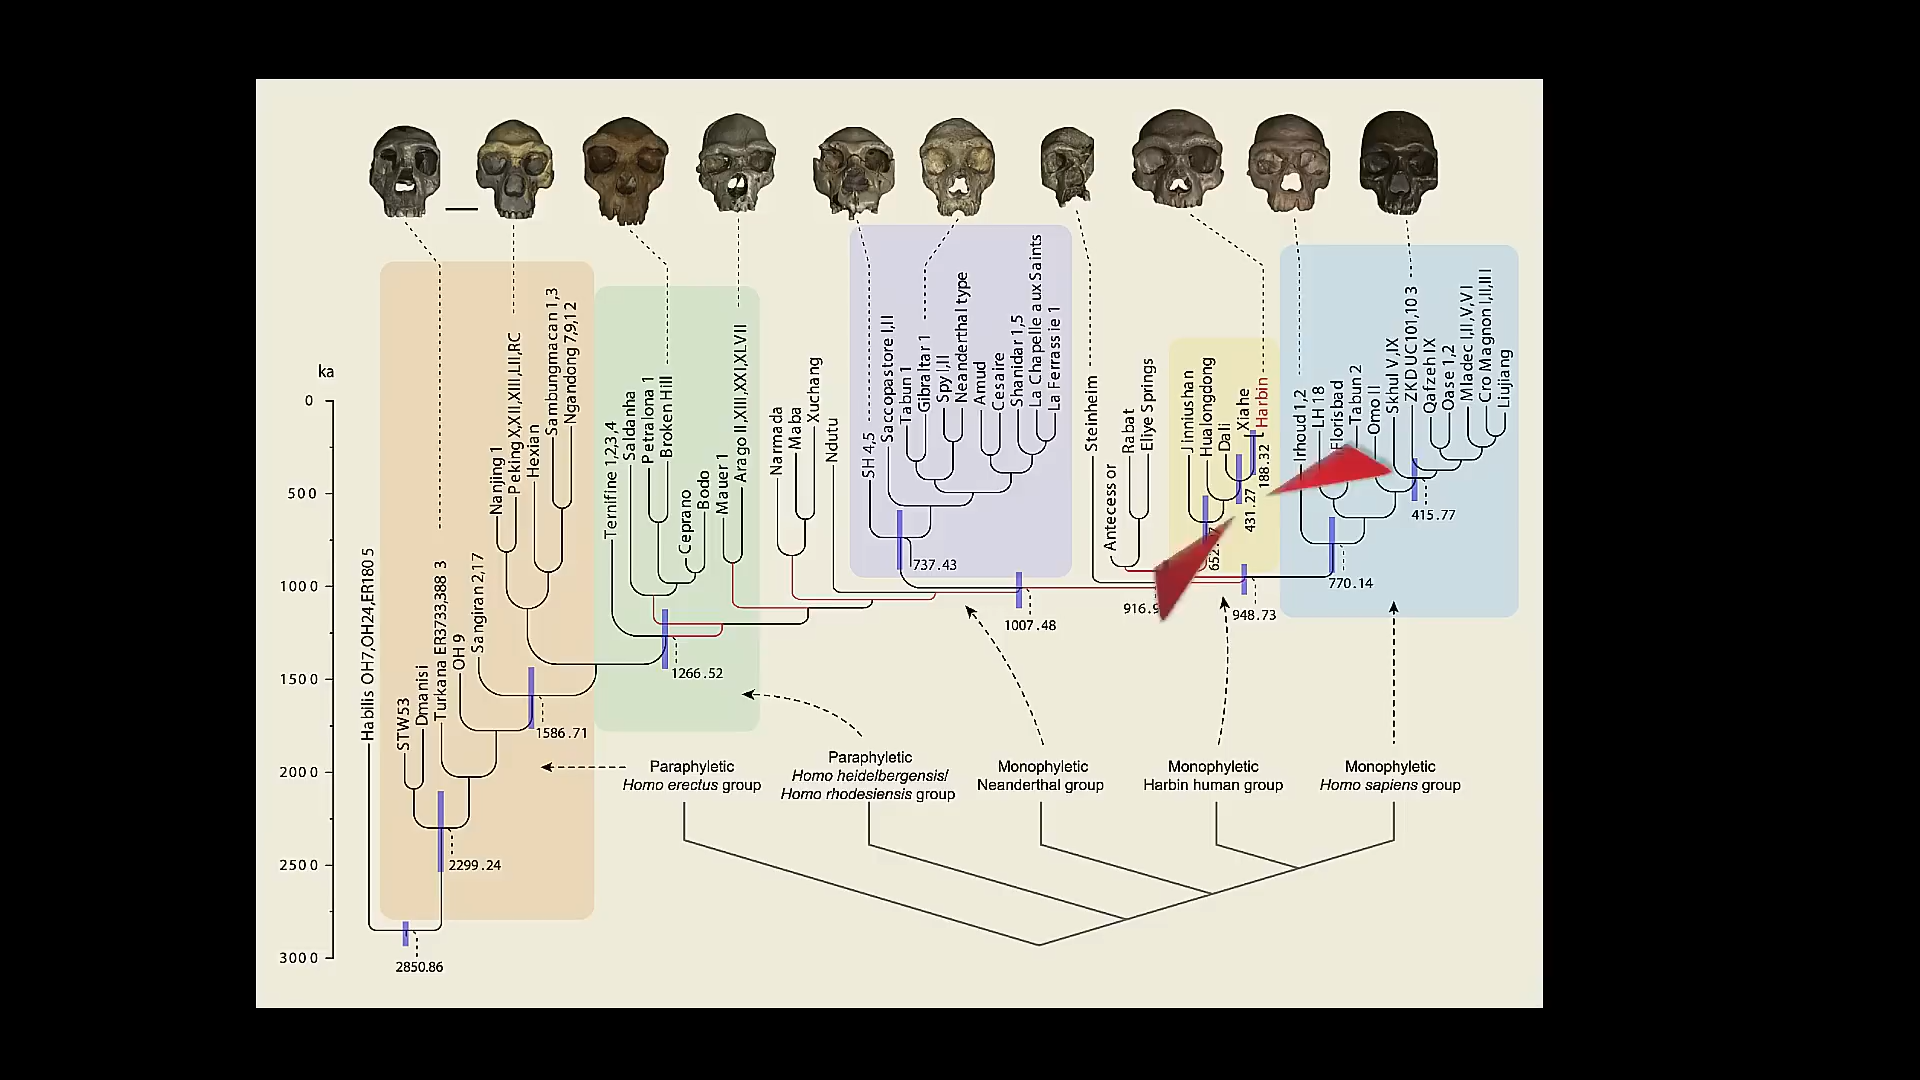 ka
0
500
1000
1500
2000
2500
3000
Habilis OH7,OH24,ER1805
STW53
Dmanisi
Turkana ER3733,3883
OH 9
Sangiran 2,17
Nanjing 1
Peking X,XII,XIII,LII,RC
Hexian
Sambungmacan 1,3
Ngandong 7,9,12
Ternifine 1,2,3,4
Saldanha
Petralona 1
Broken Hill
Ceprano
Bodo
Mauer 1
Arago II,XIII,XXI,XLVII
Narmada
Maba
Xuchang
Ndutu
SH 4,5
Saccopastore I,II
Tabun 1
Gibraltar 1
Spy I,II
Neanderthal type
Amud
Cesaire
Shanidar 1,5
La Chapelle aux Saints
La Ferrassie 1
Steinheim
Antecessor
Rabat
Eliye Springs
Jinniushan
Hualongdong
Dali
Xiahe
Harbin
Irhoud 1,2
LH 18
Florisbad
Tabun 2
Omo II
Skhul V,IX
ZKD UC101,103
Qafzeh IX
Oase 1,2
Mladec I,II,V,VI
Cro Magnon I,II,III
Liujiang
188.32
431.27
415.77
737.43
770.14
948.73
1007.48
1266.52
1586.71
2299.24
2850.86
Paraphyletic
Homo erectus group
Paraphyletic
Homo heidelbergensis/
Homo rhodesiensis group
Monophyletic
Neanderthal group
Monophyletic
Harbin human group
Monophyletic
Homo sapiens group